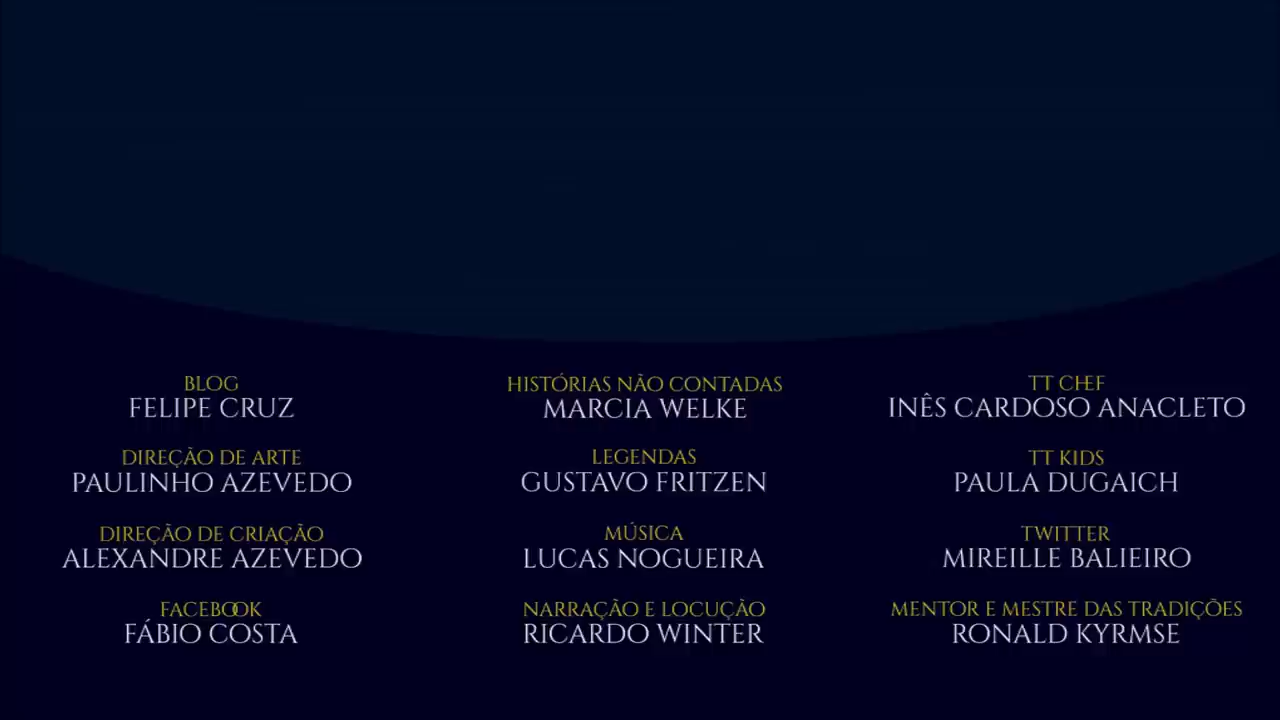 BLOG
FELIPE CRUZ
DIREÇÃO DE ARTE
PAULINHO AZEVEDO
DIREÇÃO DE CRIAÇÃO
ALEXANDRE AZEVEDO
FACEBOOK
FÁBIO COSTA
HISTÓRIAS NÃO CONTADAS
MARCIA WELKE
LEGENDAS
GUSTAVO FRITZEN
MÚSICA
LUCAS NOGUEIRA
NARRAÇÃO E LOCUÇÃO
RICARDO WINTER
TT CHEF
INÊS CARDOSO ANACLETO
TT KIDS
PAULA DUGAICH
TWITTER
MIREILLE BALIEIRO
MENTOR E MESTRE DAS TRADIÇÕES
RONALD KYRMSE